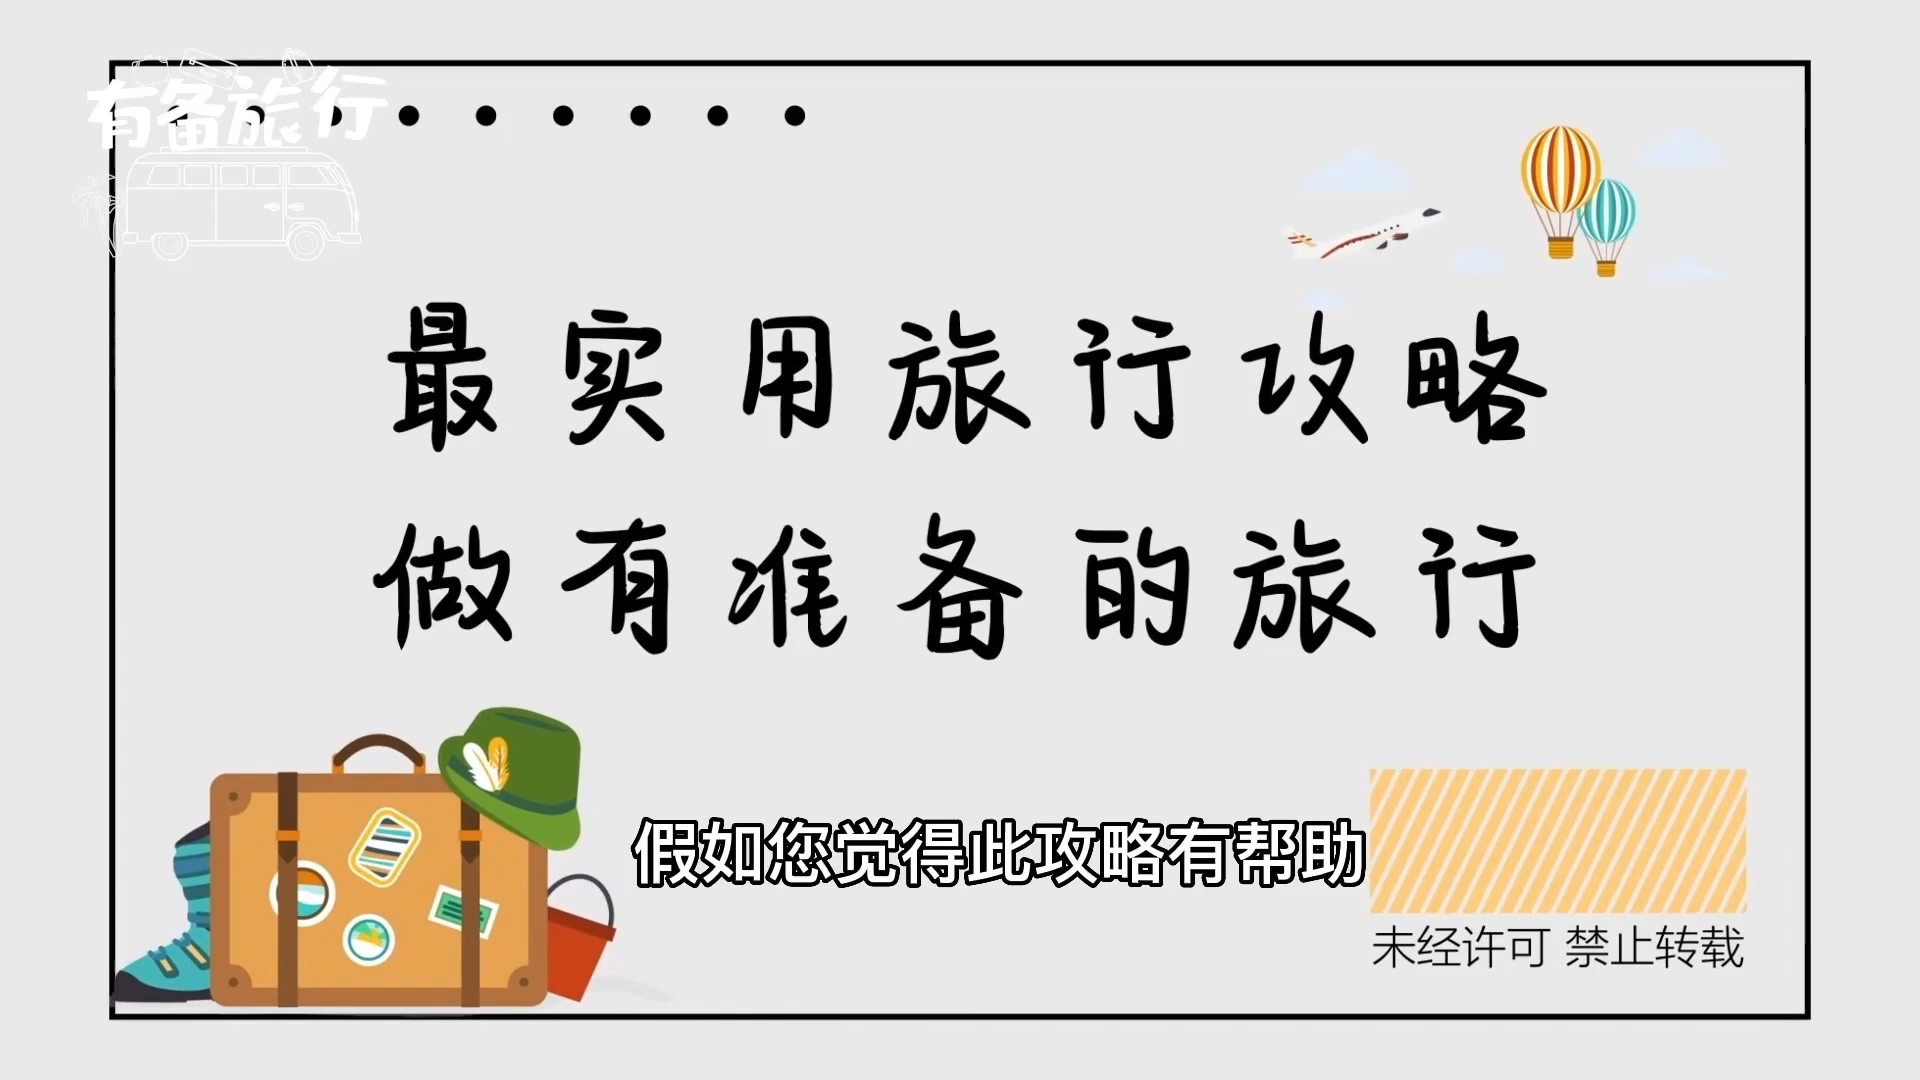 有备旅行
最实用旅行攻略
做有准备的旅行
假如您觉得此攻略有帮助
未经许可 禁止转载